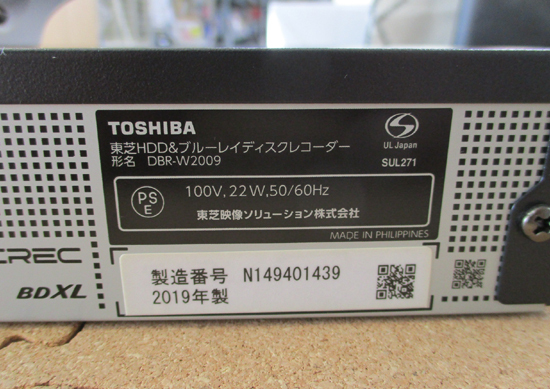 TOSHIBA
東芝HDD&ブルーレイディスクレコーダー
形名 DBR-W2009
UL Japan
SUL271
PS
E
100V, 22W, 50/60Hz
東芝映像ソリューション株式会社
MADE IN PHILIPPINES
CREC
BDXL
製造番号 N149401439
2019年製